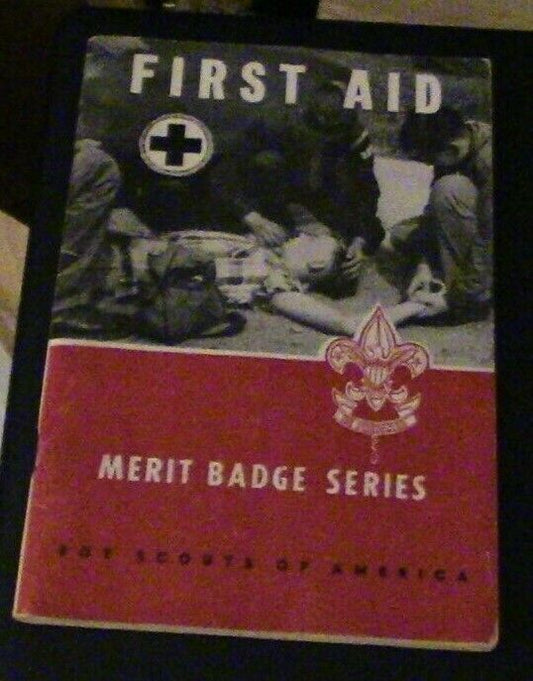 FIRST AID
MERIT BADGE SERIES
BOY SCOUTS OF AMERICA